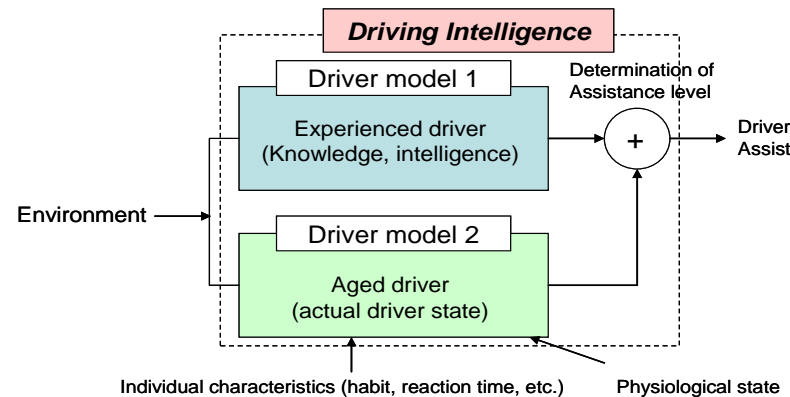 Driving Intelligence
Driver model 1
Determination of
Assistance level
Experienced driver
(Knowledge, intelligence)
+
Driver
Assist
Environment
Driver model 2
Aged driver
(actual driver state)
Individual characteristics (habit, reaction time, etc.)
Physiological state